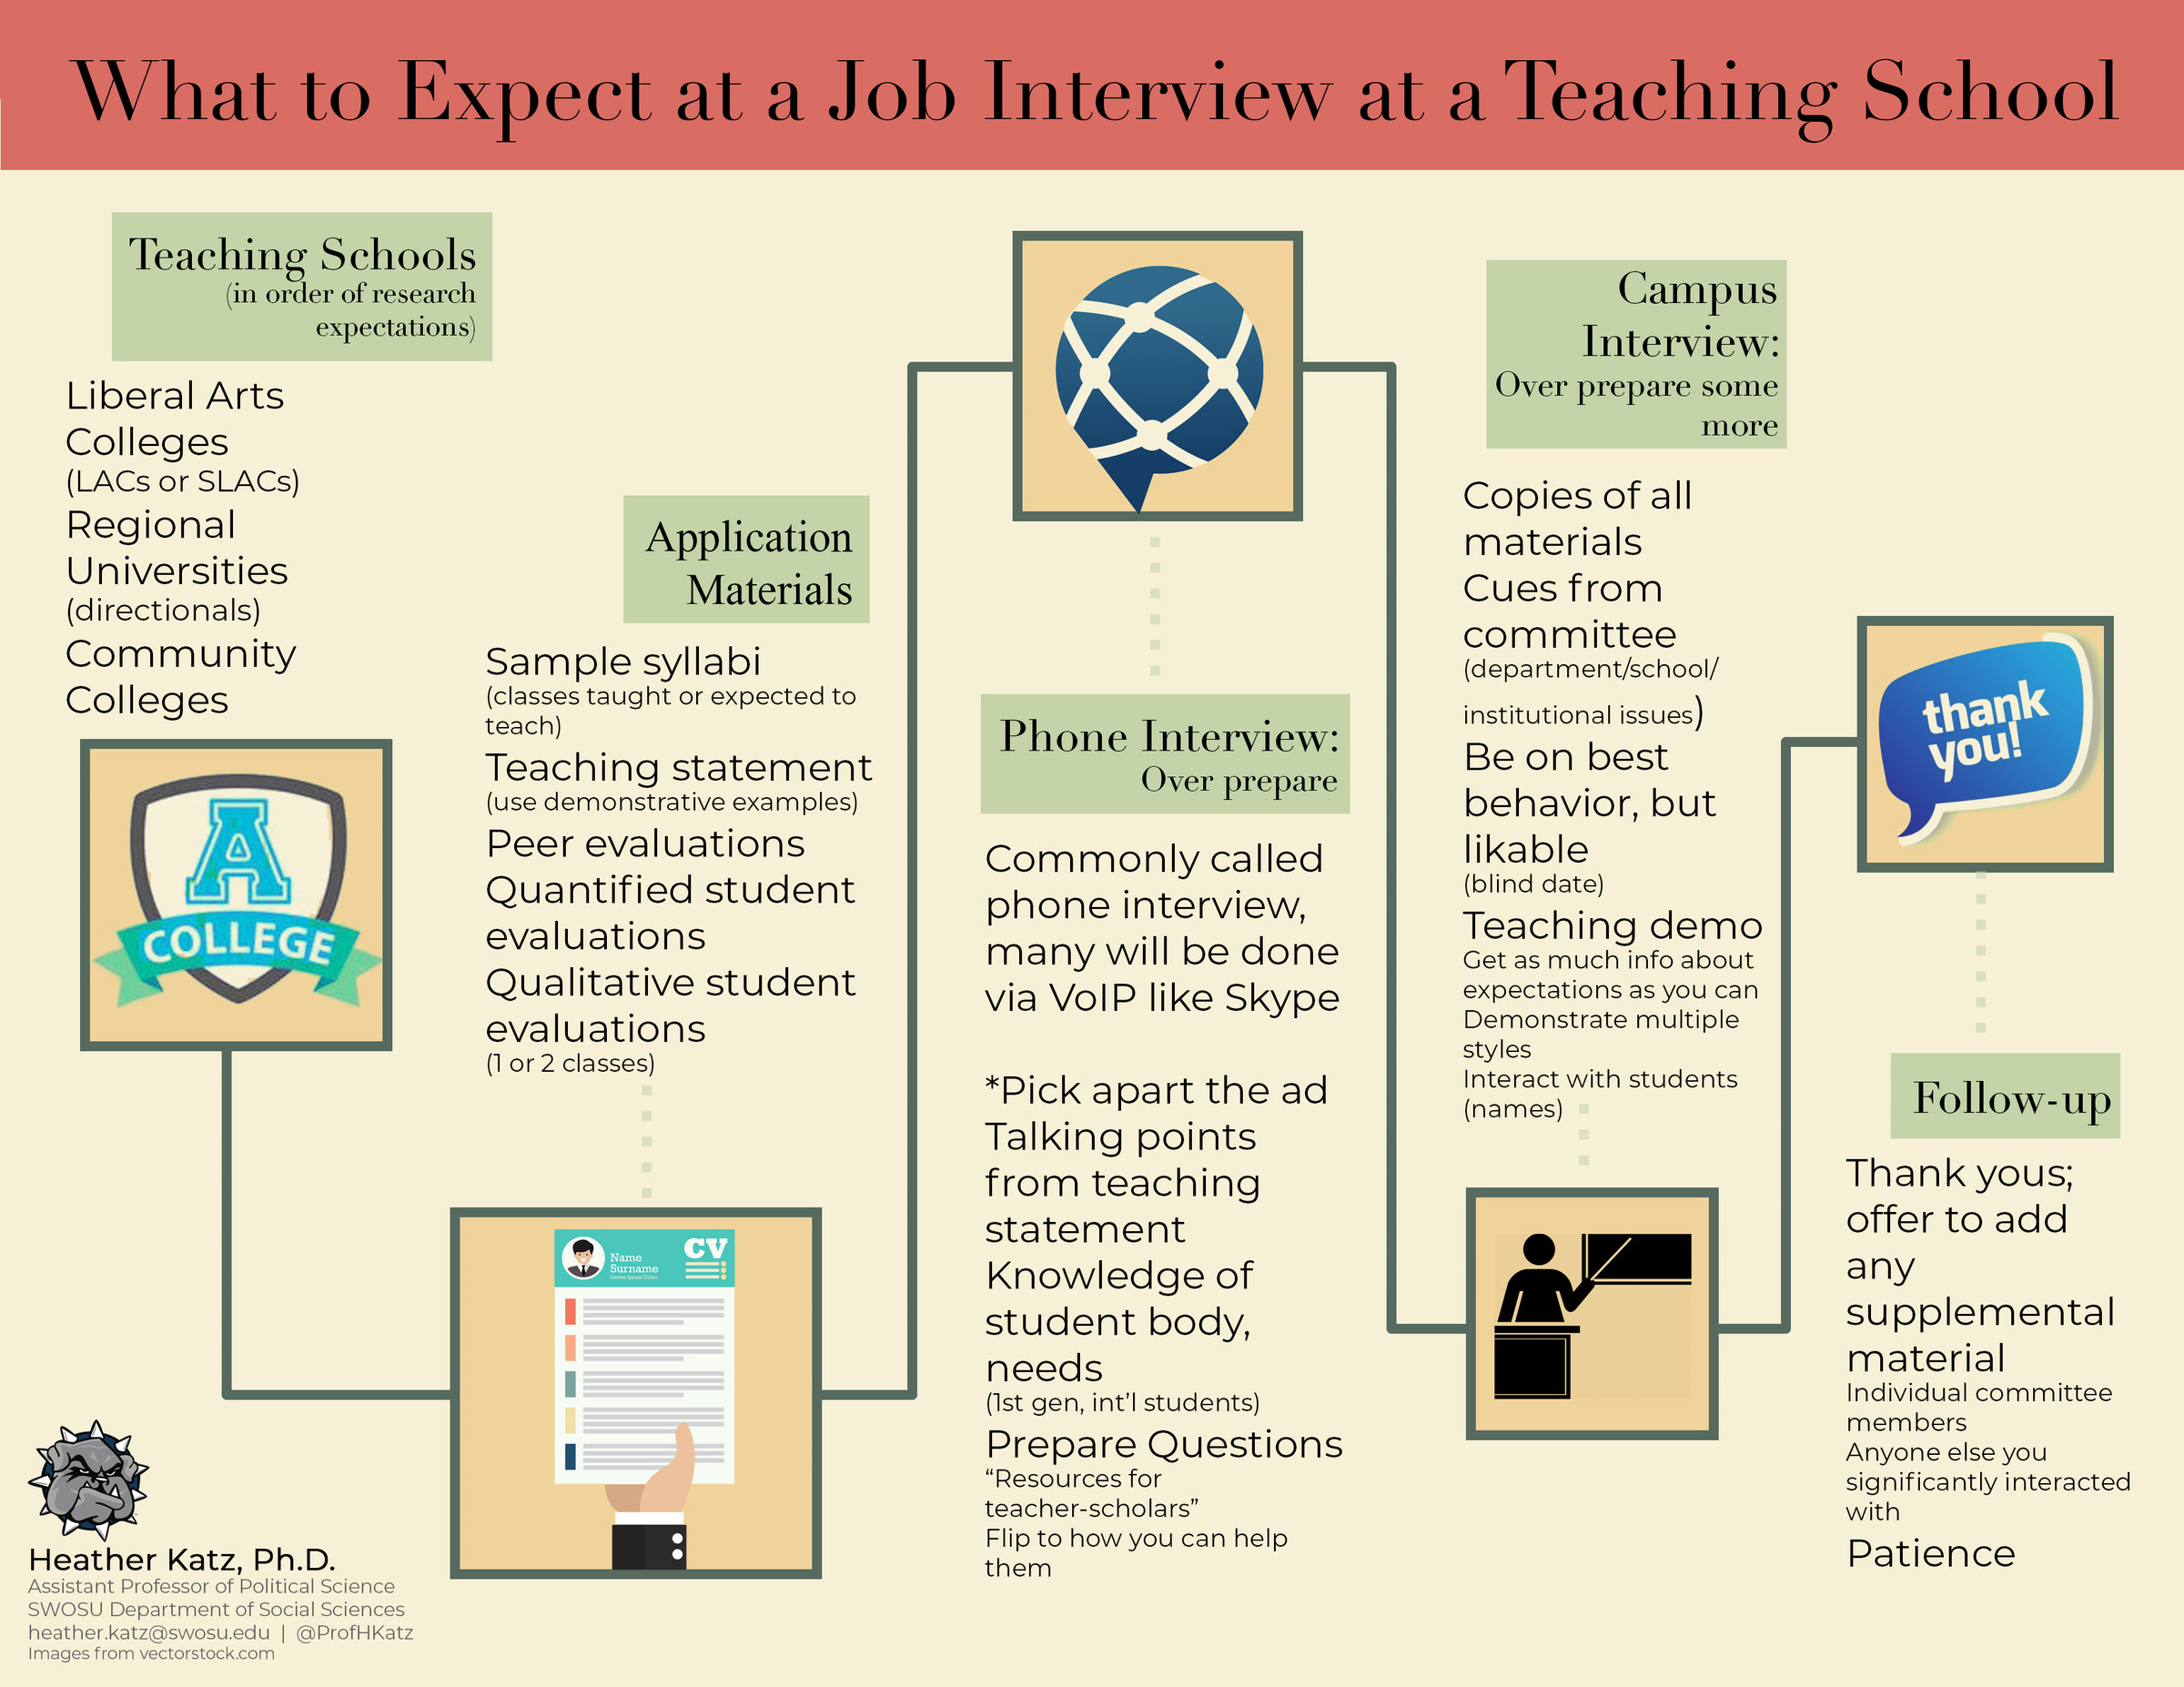 What to Expect at a Job Interview at a Teaching School
Teaching Schools
(in order of research
expectations)
Liberal Arts
Colleges
(LACs or SLACs)
Regional
Universities
(directionals)
Community
Colleges
A
COLLEGE
Application
Materials
Sample syllabi
(classes taught or expected to
teach)
Teaching statement
(use demonstrative examples)
Peer evaluations
Quantified student
evaluations
Qualitative student
evaluations
(1 or 2 classes)
CV
Name
Surname
Lorem Ipsum Dolor
Phone Interview:
Over prepare
Commonly called
phone interview,
many will be done
via VoIP like Skype
*Pick apart the ad
Talking points
from teaching
statement
Knowledge of
student body,
needs
(1st gen, int’l students)
Prepare Questions
“Resources for
teacher-scholars”
Flip to how you can help
them
Campus
Interview:
Over prepare some
more
Copies of all
materials
Cues from
committee
(department/school/
institutional issues)
Be on best
behavior, but
likable
(blind date)
Teaching demo
Get as much info about
expectations as you can
Demonstrate multiple
styles
Interact with students
(names)
thank
you!
Follow-up
Thank yous;
offer to add
any
supplemental
material
Individual committee
members
Anyone else you
significantly interacted
with
Patience
Heather Katz, Ph.D.
Assistant Professor of Political Science
SWOSU Department of Social Sciences
heather.katz@swosu.edu | @ProfHKatz
Images from vectorstock.com